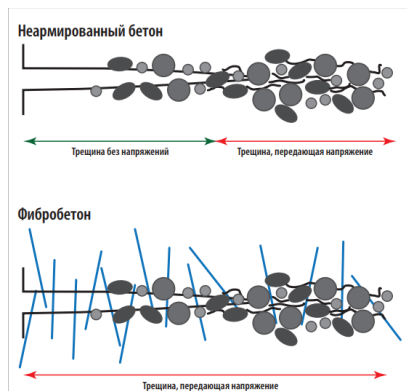 Неармированный бетон
Трещина без напряжений
Трещина, передающая напряжение
Фибробетон
Трещина, передающая напряжение